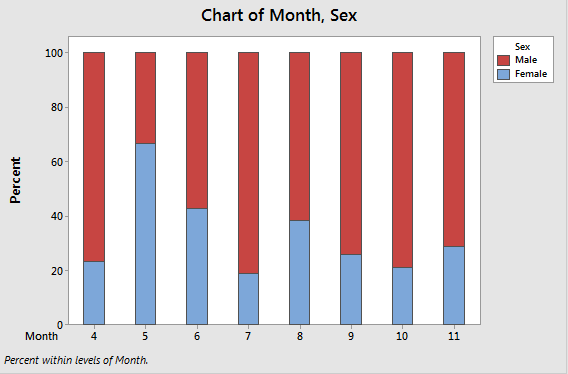 Chart of Month, Sex
Sex
Male
Female
100
80
60
40
20
0
Percent
Month 4 5 6 7 8 9 10 11
Percent within levels of Month.